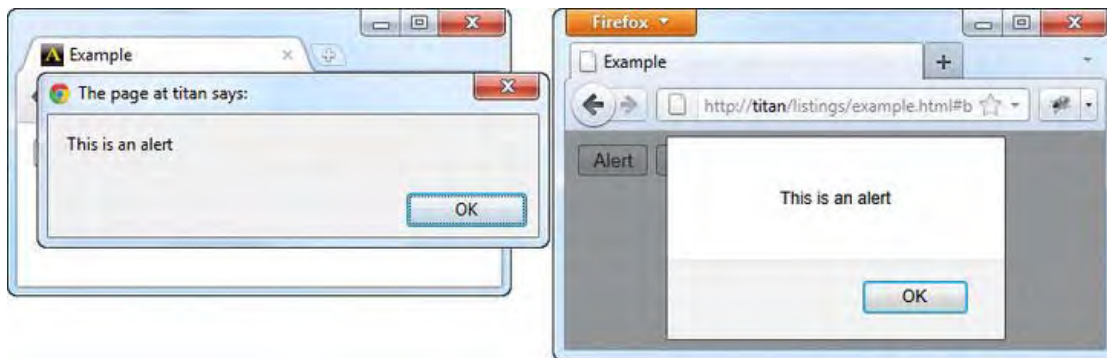 Example
The page at titan says:
This is an alert
OK
Firefox
Example
http://titan/listings/example.html#b
Alert
This is an alert
OK